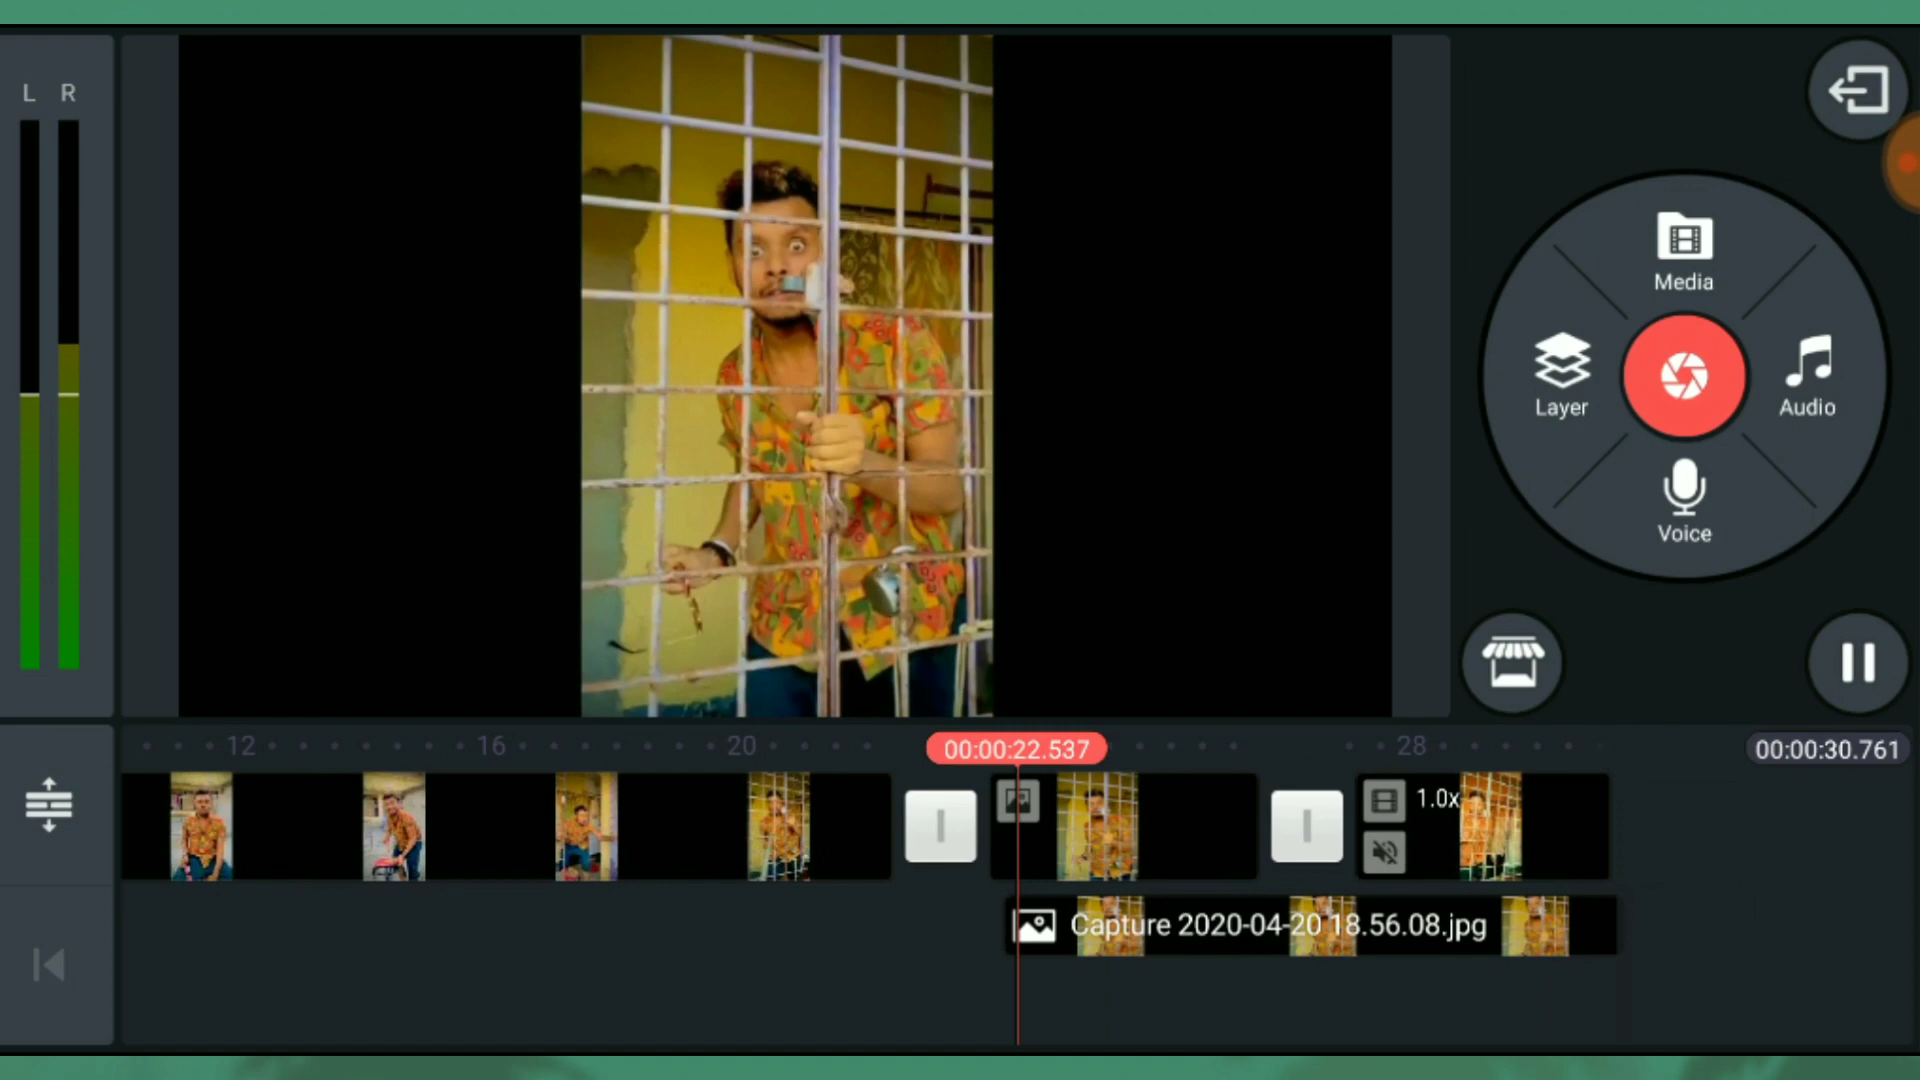 L R
Media
Layer
Audio
Voice
12
16
20
00:00:22.537
28
00:00:30.761
1.0x
Capture 2020-04-20 18.56.08.jpg